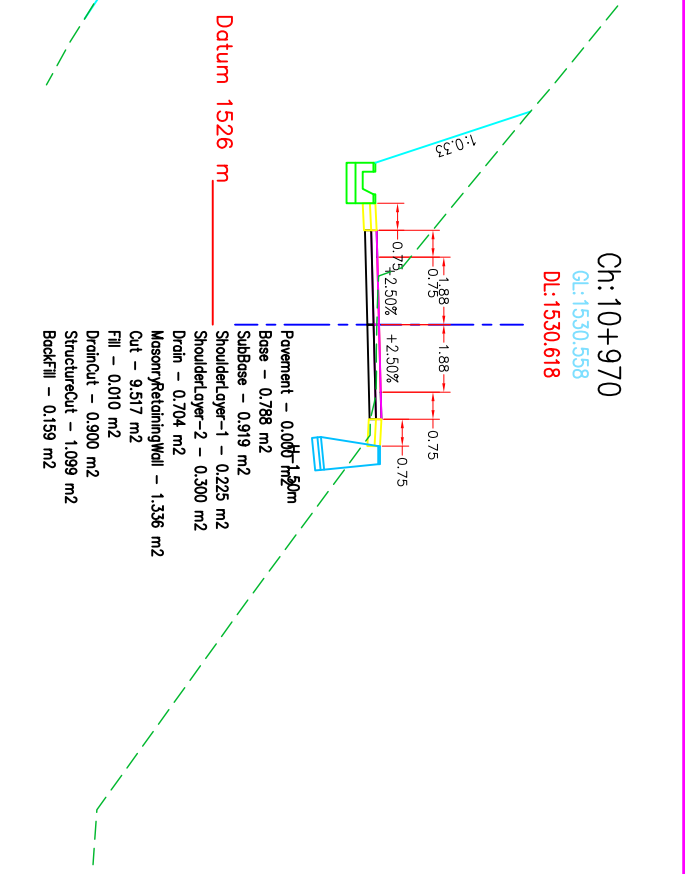 Ch:10+970
GL:1530.558
DL:1530.618
1:0.33
0.75
0.75
1.88
1.88
0.75
0.75
+2.50%
+2.50%
Datum 1526 m
H=1.50m
Pavement - 0.000 m2
Base - 0.788 m2
SubBase - 0.919 m2
ShoulderLayer-1 - 0.225 m2
ShoulderLayer-2 - 0.300 m2
Drain - 0.704 m2
MasonryRetainingWall - 1.336 m2
Cut - 9.517 m2
Fill - 0.010 m2
DrainCut - 0.900 m2
StructureCut - 1.099 m2
BackFill - 0.159 m2